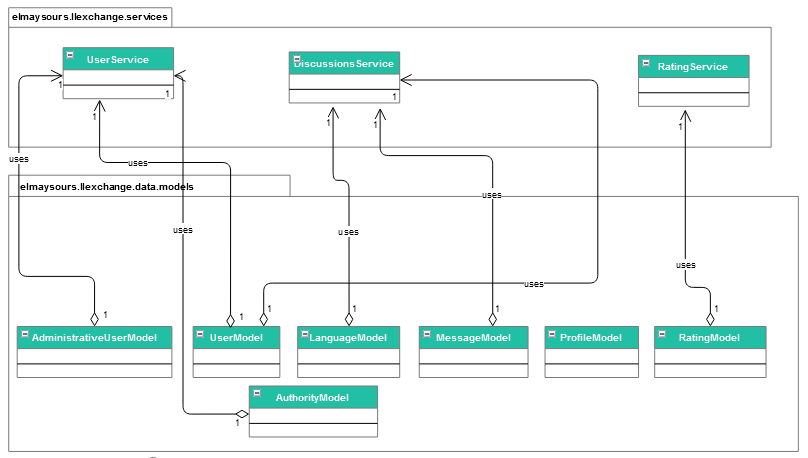 elmaysours.llexchange.services
UserService
DiscussionsService
RatingService
1
1
1
1
1
1
1
uses
uses
elmaysours.llexchange.data.models
uses
uses
uses
uses
uses
1
1
1
1
1
1
AdministrativeUserModel
UserModel
LanguageModel
MessageModel
ProfileModel
RatingModel
AuthorityModel
1